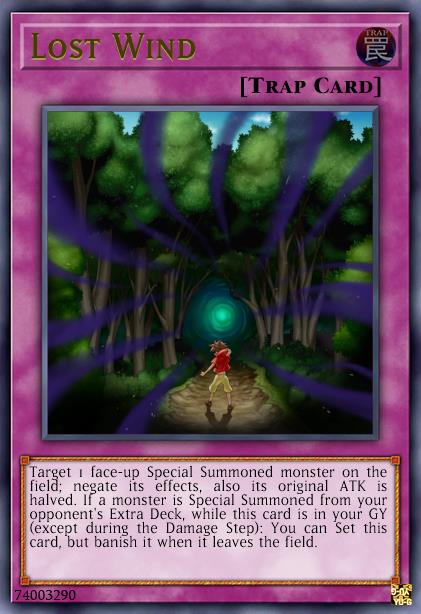 Lost Wind
TRAP
罠
[Trap Card]
Target 1 face-up Special Summoned monster on the
field; negate its effects, also its original ATK is
halved. If a monster is Special Summoned from your
opponent's Extra Deck, while this card is in your GY
(except during the Damage Step): You can Set this
card, but banish it when it leaves the field.
74003290